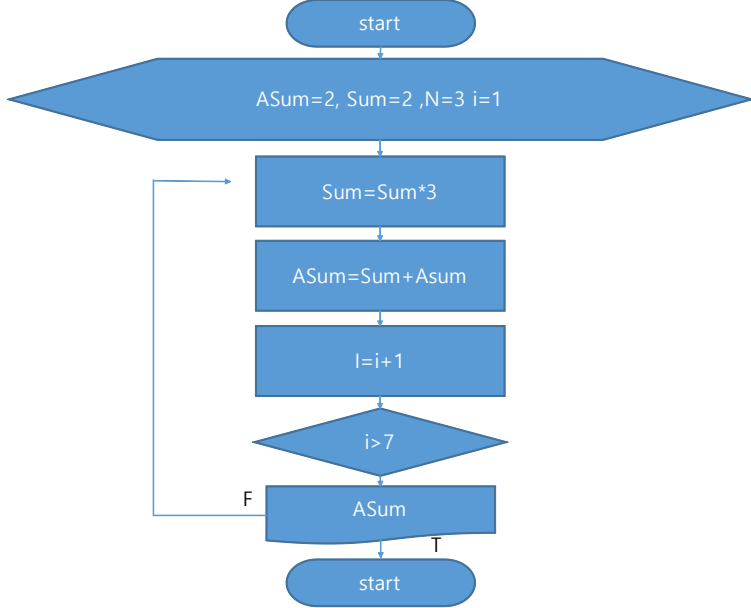 start
ASum=2, Sum=2 ,N=3 i=1
Sum=Sum*3
ASum=Sum+Asum
I=i+1
i>7
F
ASum
T
start